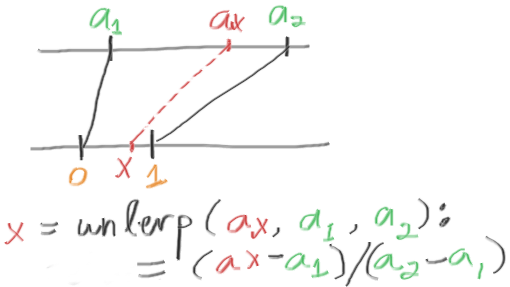 a₁ ax a₂
0 x 1
x = unlerp(ax, a₁, a₂):
= (ax-a₁)/(a₂-a₁)